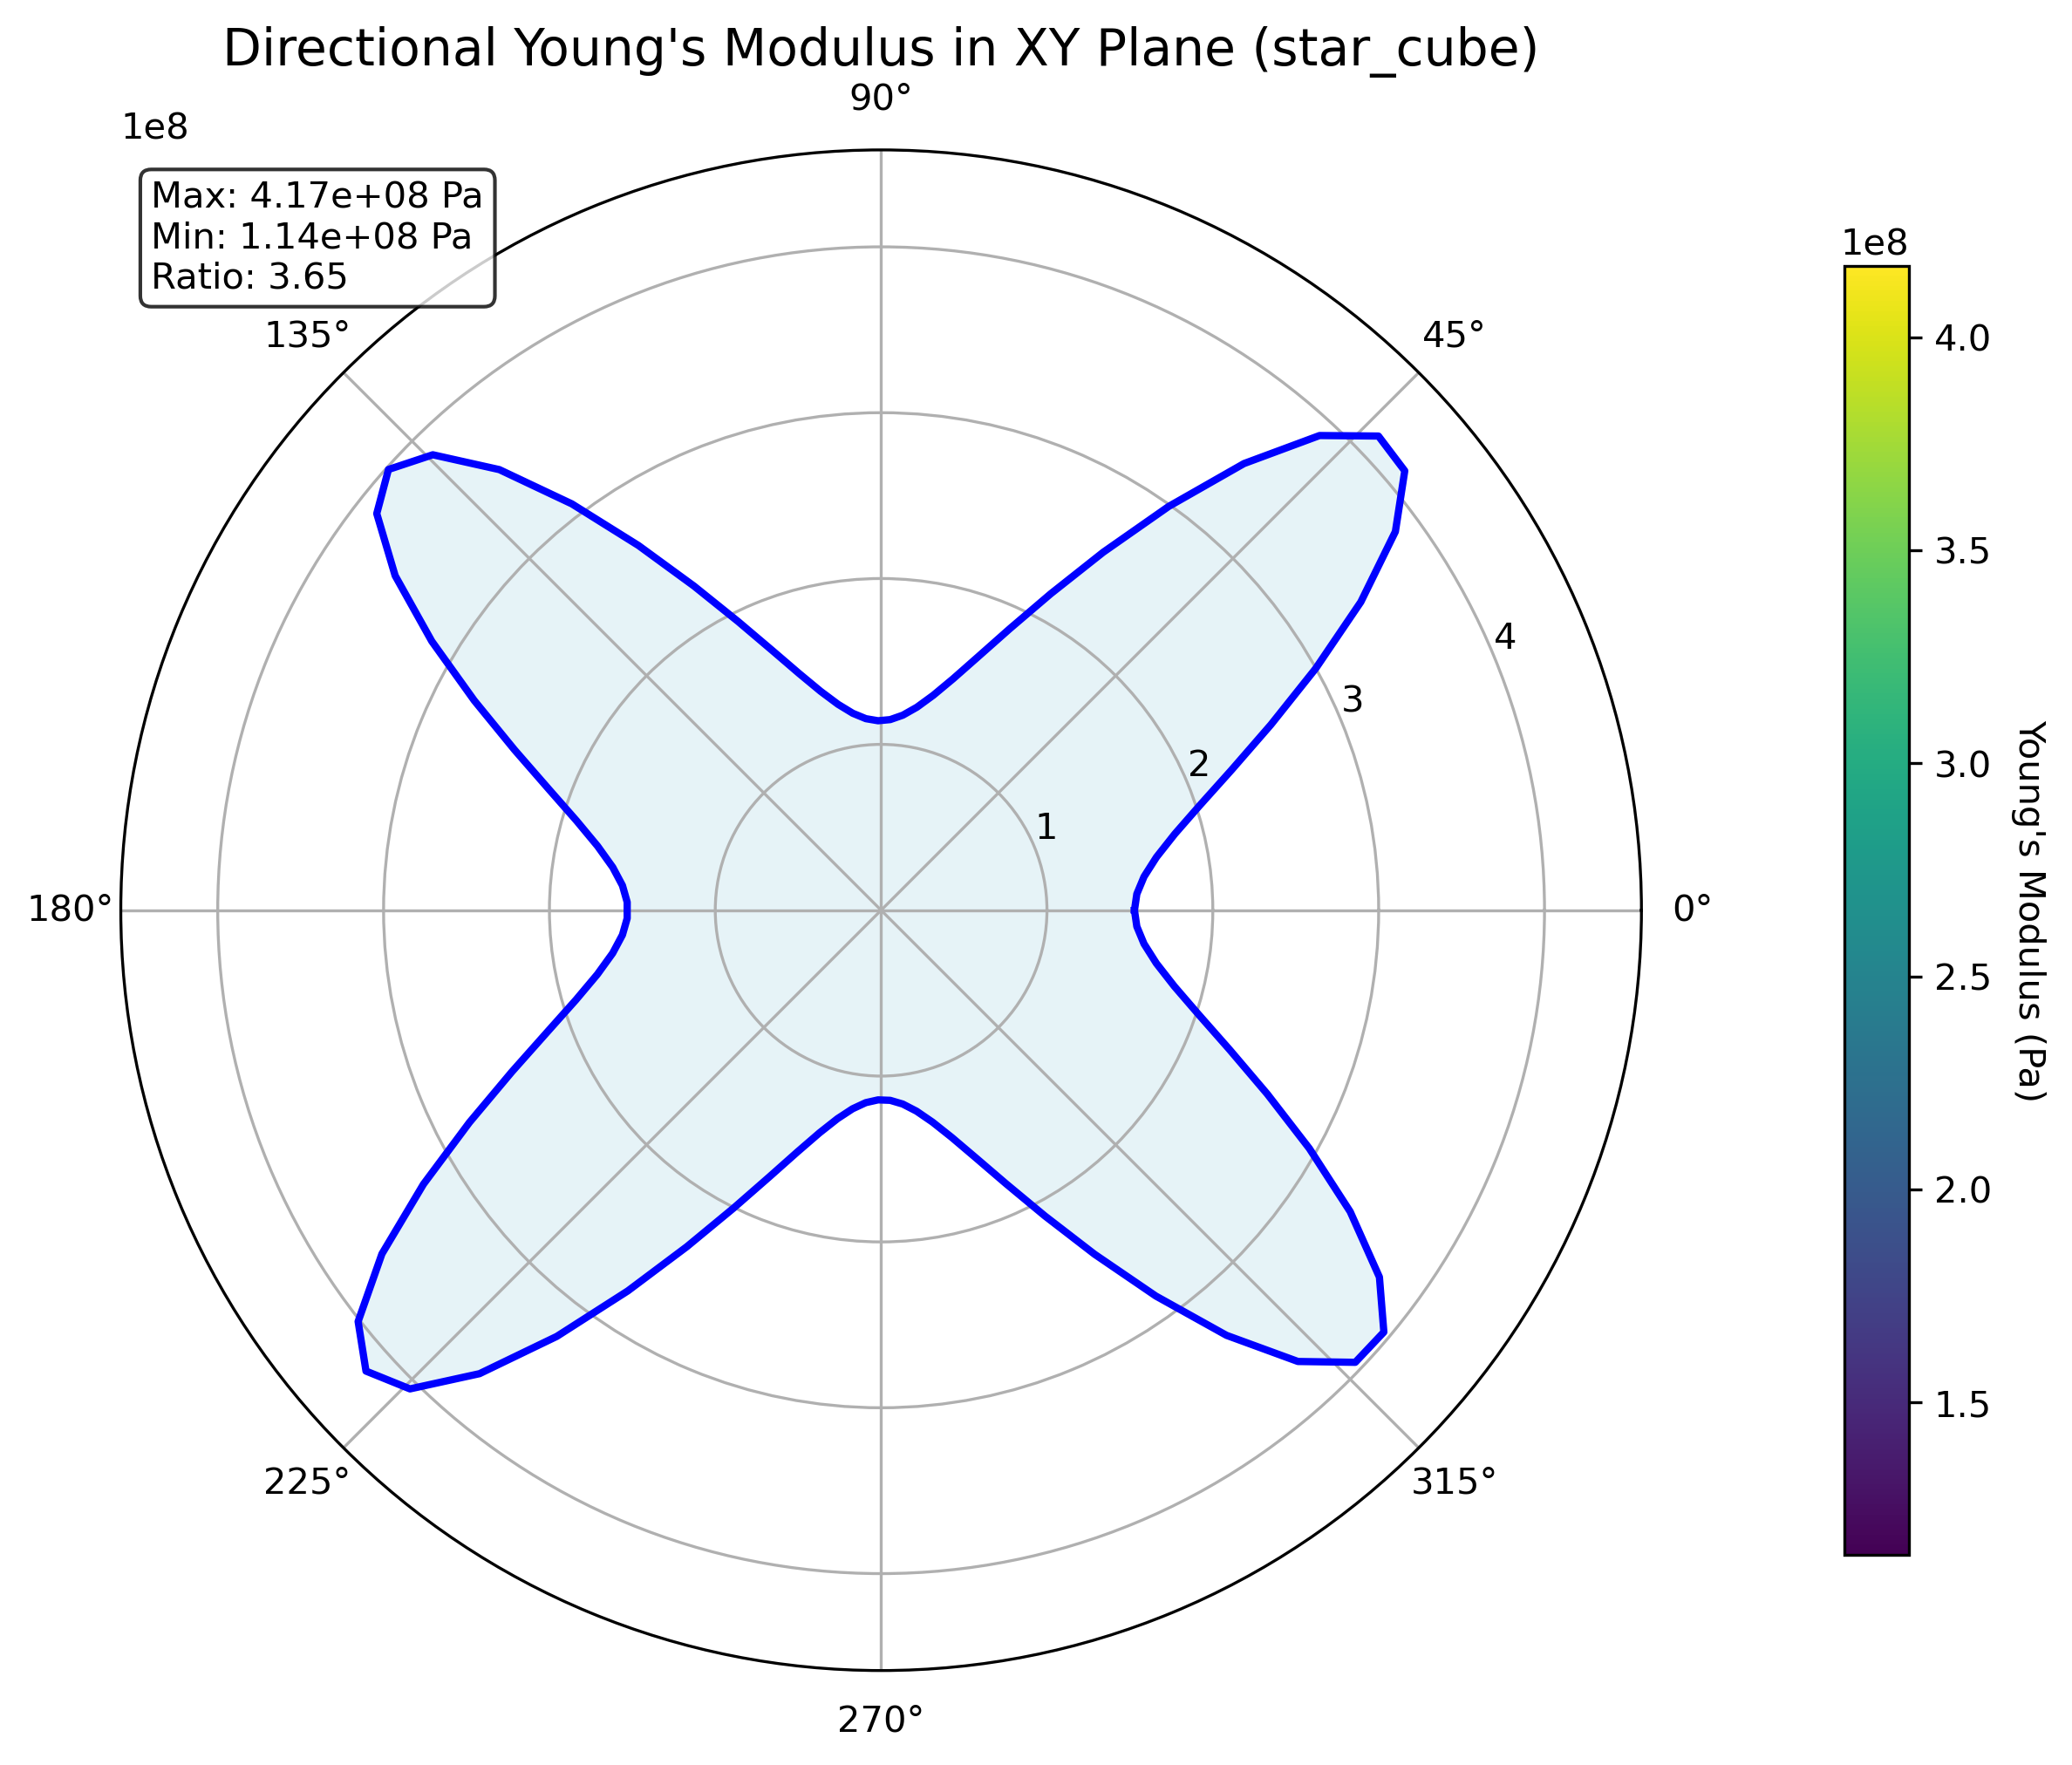 Directional Young's Modulus in XY Plane (star_cube)
90°
1e8
Max: 4.17e+08 Pa
Min: 1.14e+08 Pa
Ratio: 3.65
135°
45°
180°
0°
225°
315°
270°
1
2
3
4
1e8
4.0
3.5
3.0
2.5
2.0
1.5
Young's Modulus (Pa)